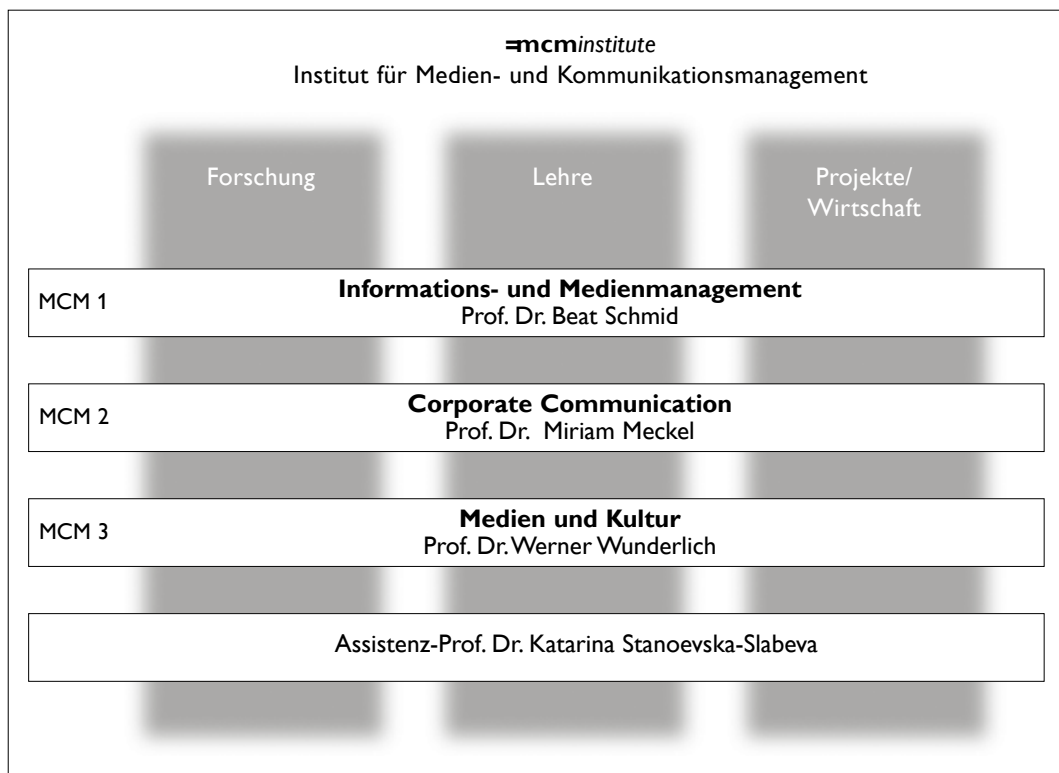 =mcminstitute
Institut für Medien- und Kommunikationsmanagement
Forschung
Lehre
Projekte/
Wirtschaft
MCM 1
Informations- und Medienmanagement
Prof. Dr. Beat Schmid
MCM 2
Corporate Communication
Prof. Dr. Miriam Meckel
MCM 3
Medien und Kultur
Prof. Dr. Werner Wunderlich
Assistenz-Prof. Dr. Katarina Stanoevska-Slabeva